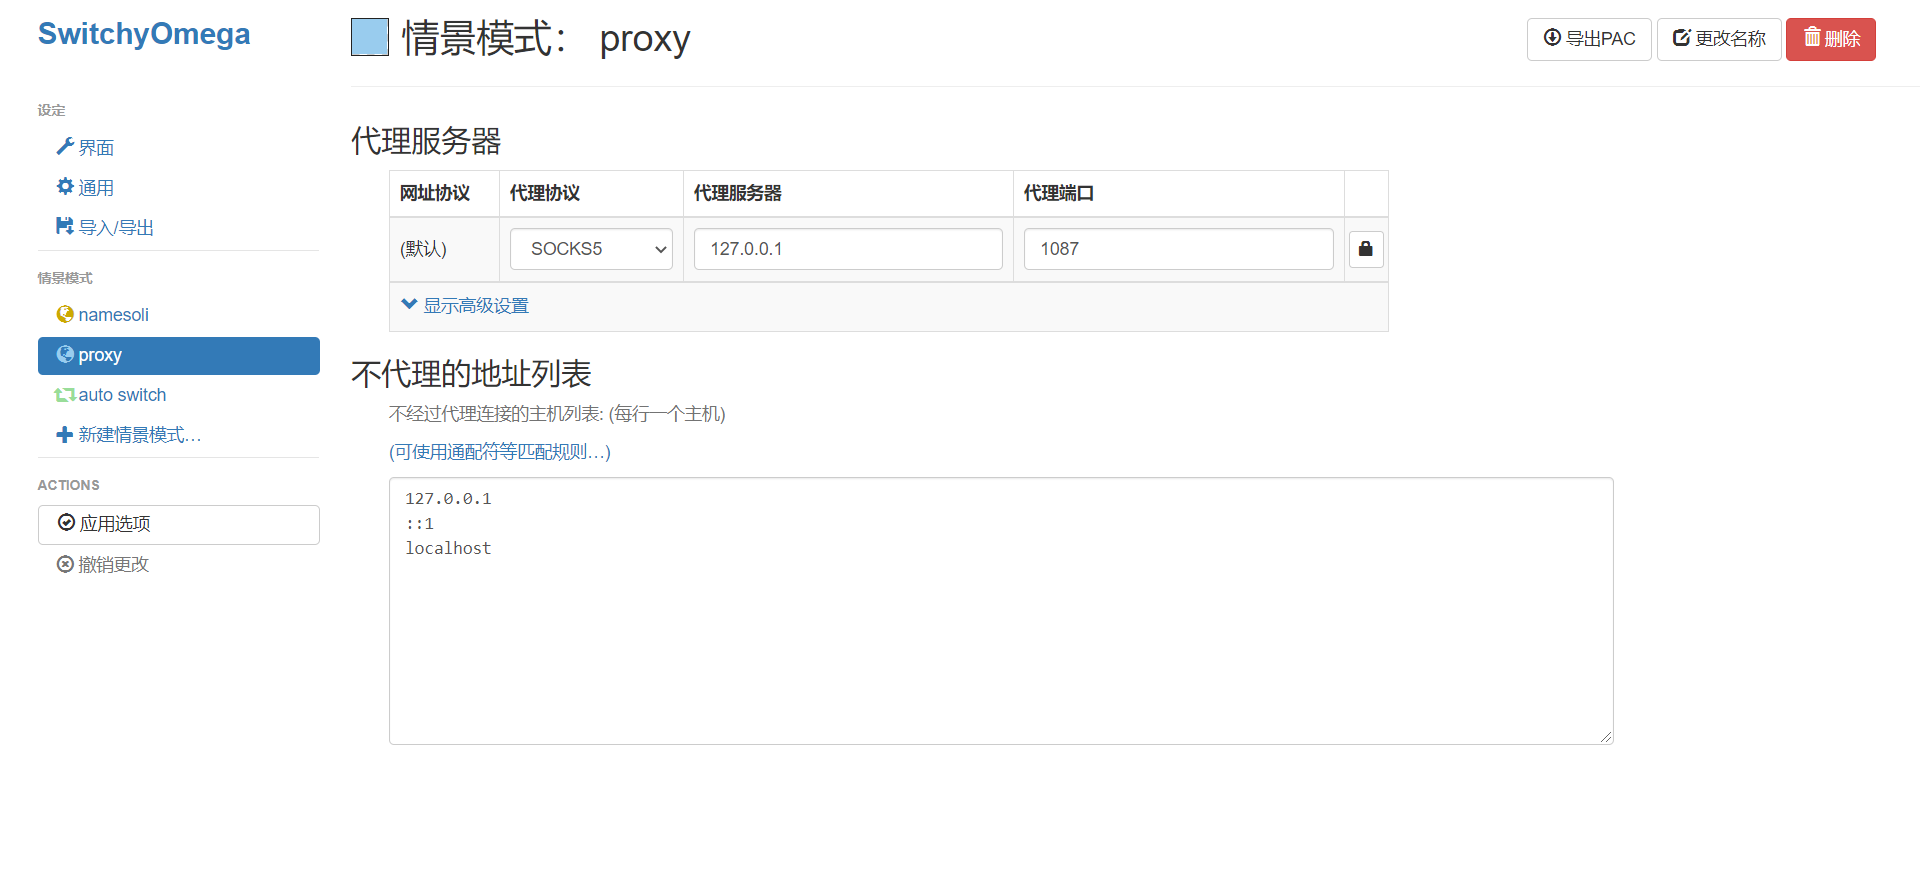 SwitchyOmega
设定
界面
通用
导入/导出
情景模式
namesoli
proxy
auto switch
新建情景模式…
ACTIONS
应用选项
撤销更改
情景模式： proxy
导出PAC
更改名称
删除
代理服务器
网址协议 代理协议 代理服务器 代理端口
(默认) SOCKS5 127.0.0.1 1087
显示高级设置
不代理的地址列表
不经过代理连接的主机列表: (每行一个主机)
(可使用通配符等匹配规则…)
127.0.0.1
::1
localhost